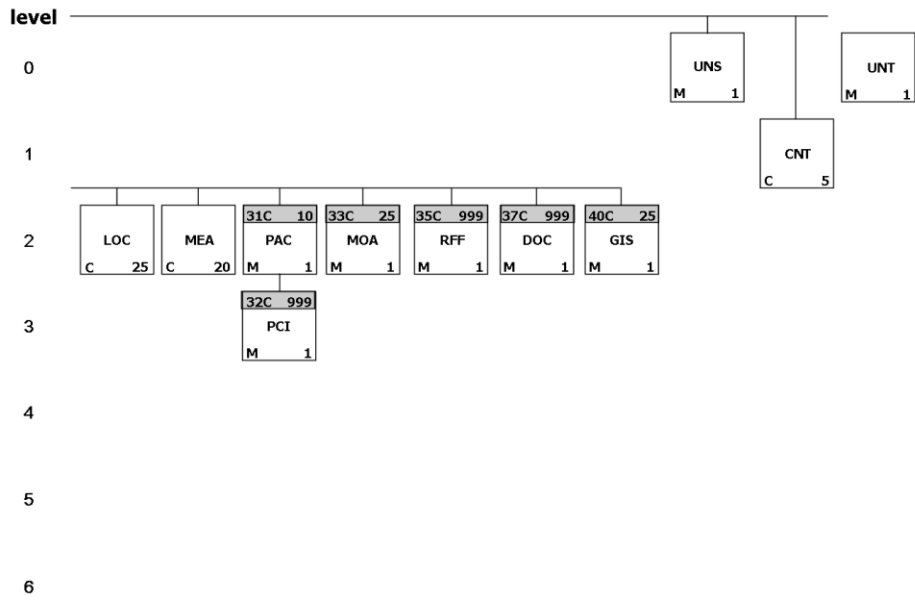 level
0
UNS
UNT
M 1
M 1
1
CNT
C 5
31C 10
33C 25
35C 999
37C 999
40C 25
2
LOC
MEA
PAC
MOA
RFF
DOC
GIS
C 25
C 20
M 1
M 1
M 1
M 1
M 1
32C 999
3
PCI
M 1
4
5
6